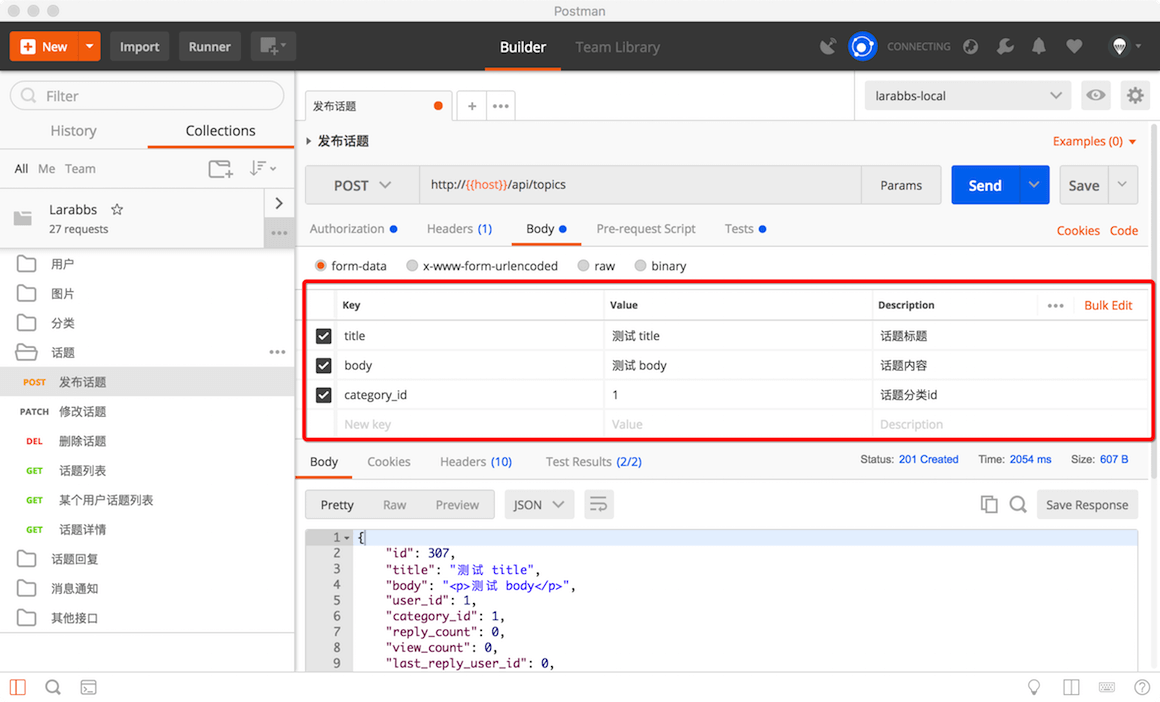 Postman
New
Import
Runner
Builder
Team Library
CONNECTING
Filter
History
Collections
All Me Team
Larabbs
27 requests
用户
图片
分类
话题
POST 发布话题
PATCH 修改话题
DEL 删除话题
GET 话题列表
GET 某个用户话题列表
GET 话题详情
话题回复
消息通知
其他接口
发布话题
larabbs-local
发布话题
Examples (0)
POST http://{{host}}/api/topics Params Send Save
Authorization Headers (1) Body Pre-request Script Tests Cookies Code
form-data x-www-form-urlencoded raw binary
Key Value Description Bulk Edit
title 测试 title 话题标题
body 测试 body 话题内容
category_id 1 话题分类id
New key Value Description
Body Cookies Headers (10) Test Results (2/2) Status: 201 Created Time: 2054 ms Size: 607 B
Pretty Raw Preview JSON Save Response
1 {
2 "id": 307,
3 "title": "测试 title",
4 "body": "<p>测试 body</p>",
5 "user_id": 1,
6 "category_id": 1,
7 "reply_count": 0,
8 "view_count": 0,
9 "last_reply_user_id": 0,